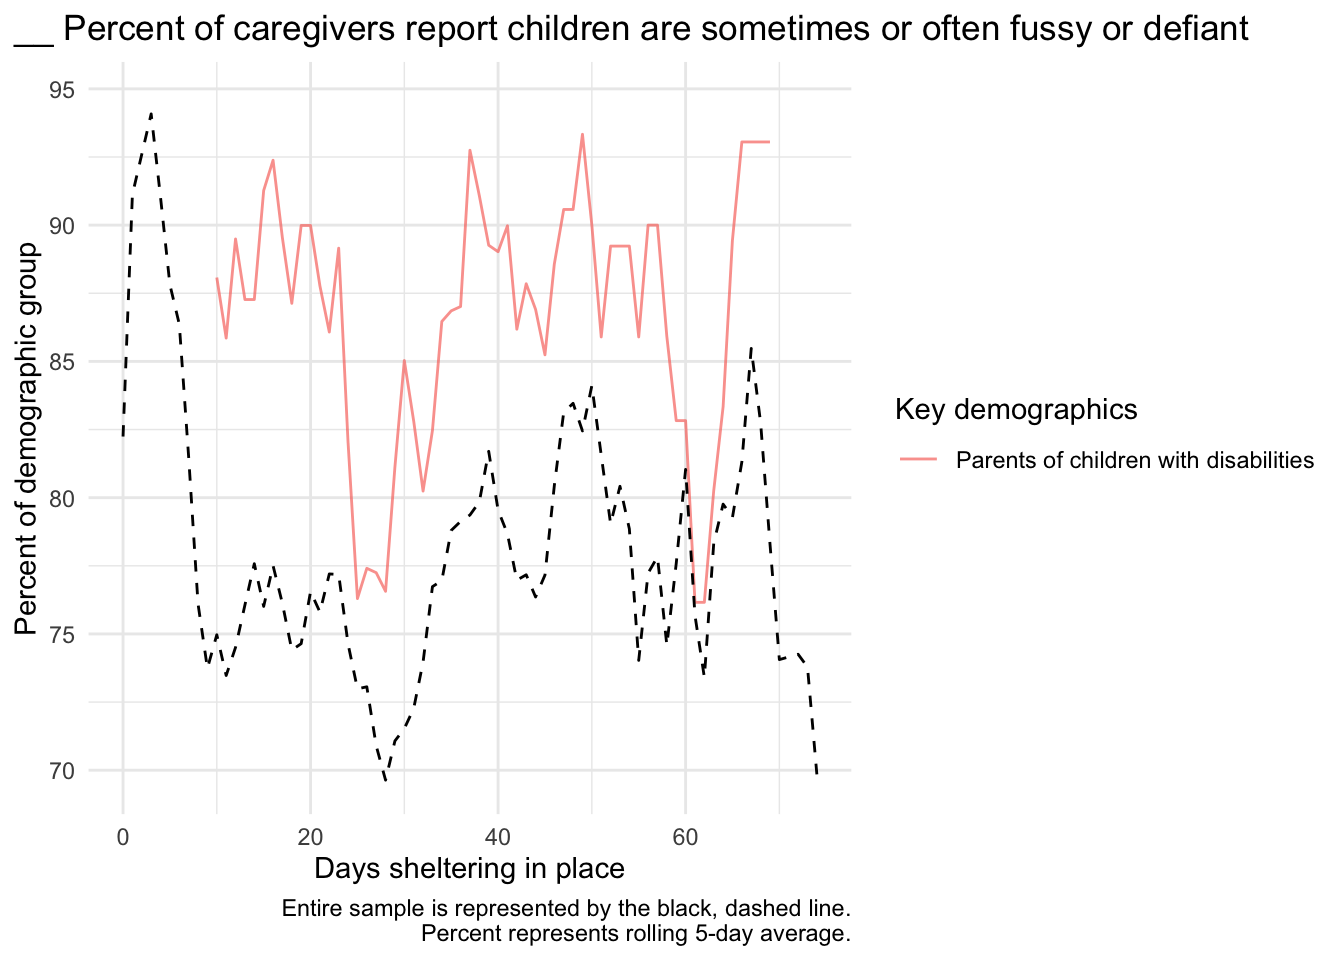 __ Percent of caregivers report children are sometimes or often fussy or defiant
95
90
85
80
75
70
Percent of demographic group
0 20 40 60
Days sheltering in place
Key demographics
Parents of children with disabilities
Entire sample is represented by the black, dashed line.
Percent represents rolling 5-day average.